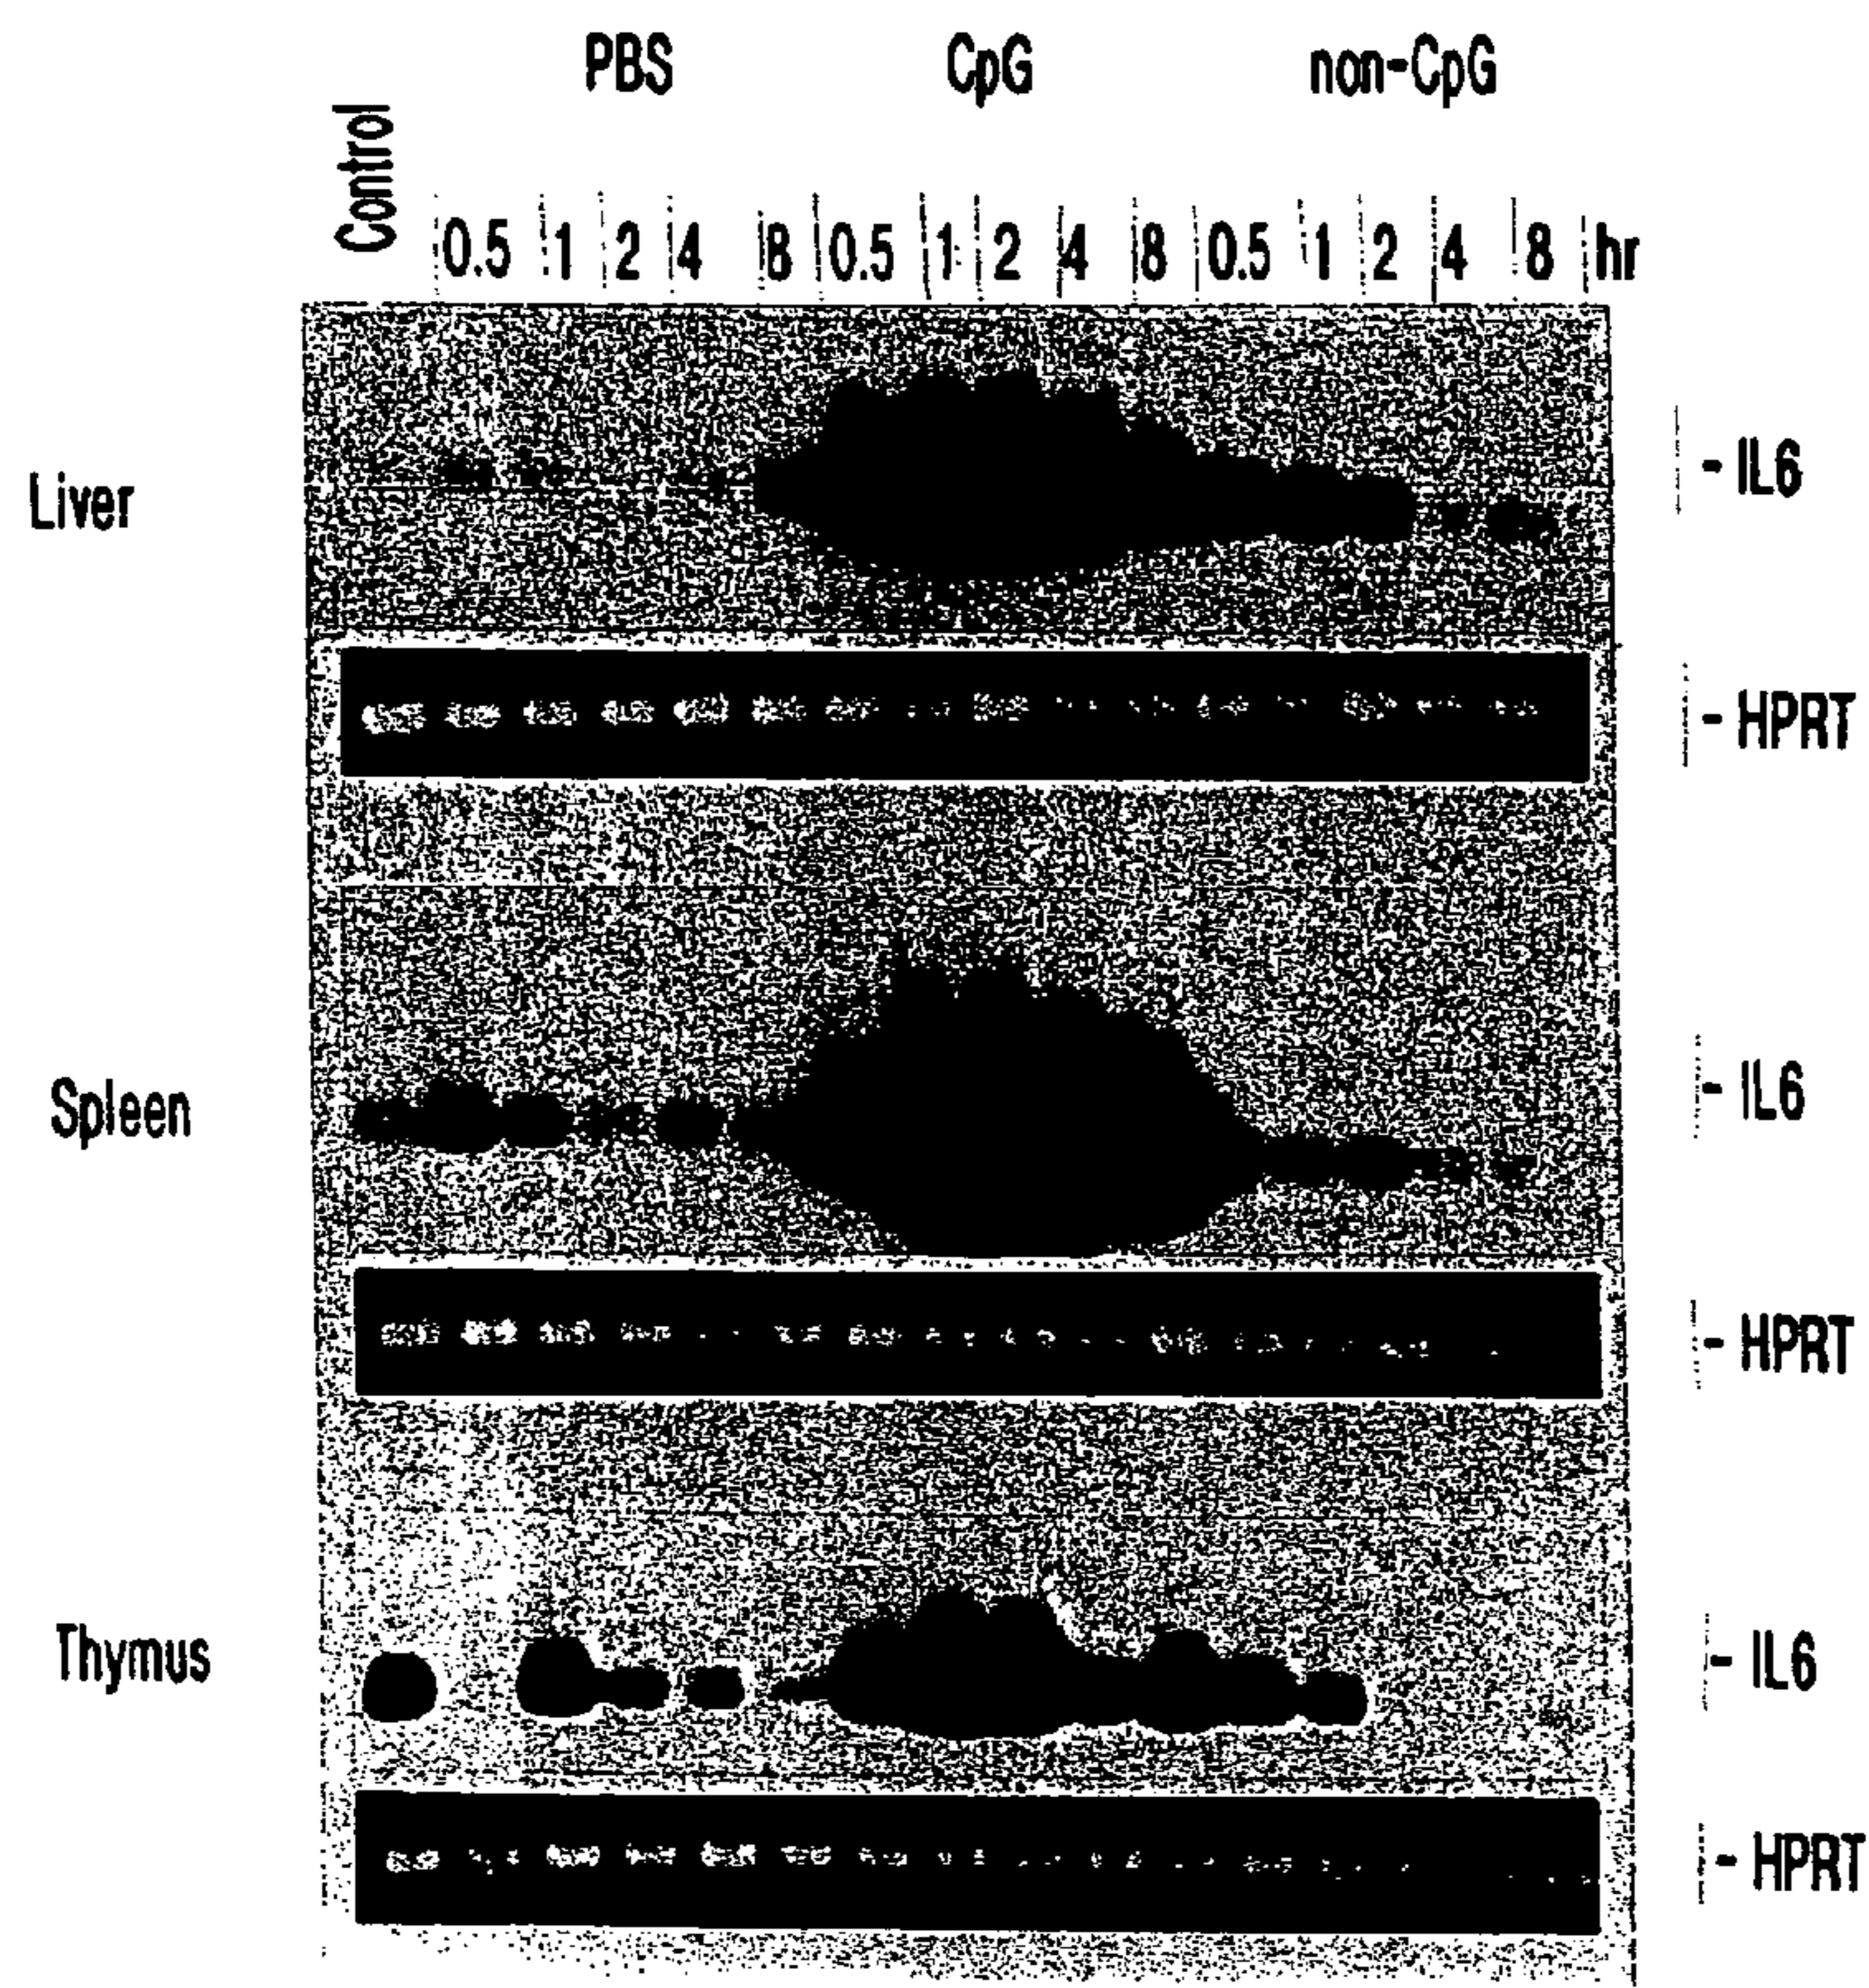 PBS CpG non-CpG
Control
0.5 1 2 4 8 0.5 1 2 4 8 0.5 1 2 4 8 hr
Liver
- IL6
- HPRT
Spleen
- IL6
- HPRT
Thymus
- IL6
- HPRT